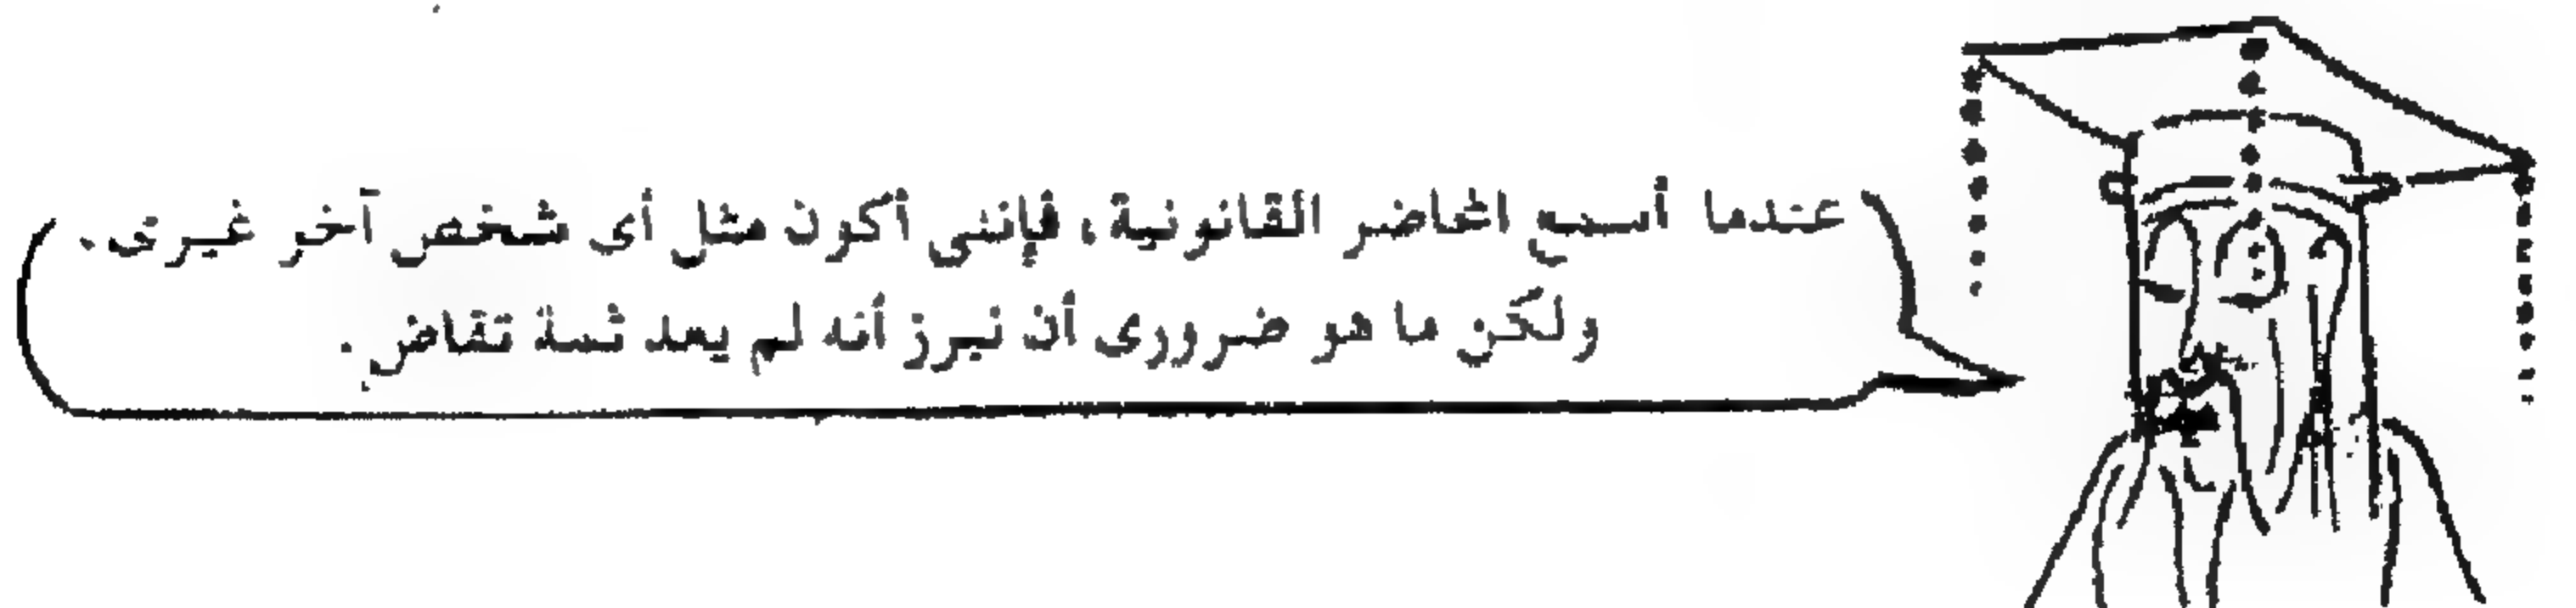 عندما أسمع المحاضر القانونية، فإننى أكون مثل أى شخص آخر غيرى.
ولكن ما هو ضرورى أن نبرز أنه لم يعد ثمة تقاض.